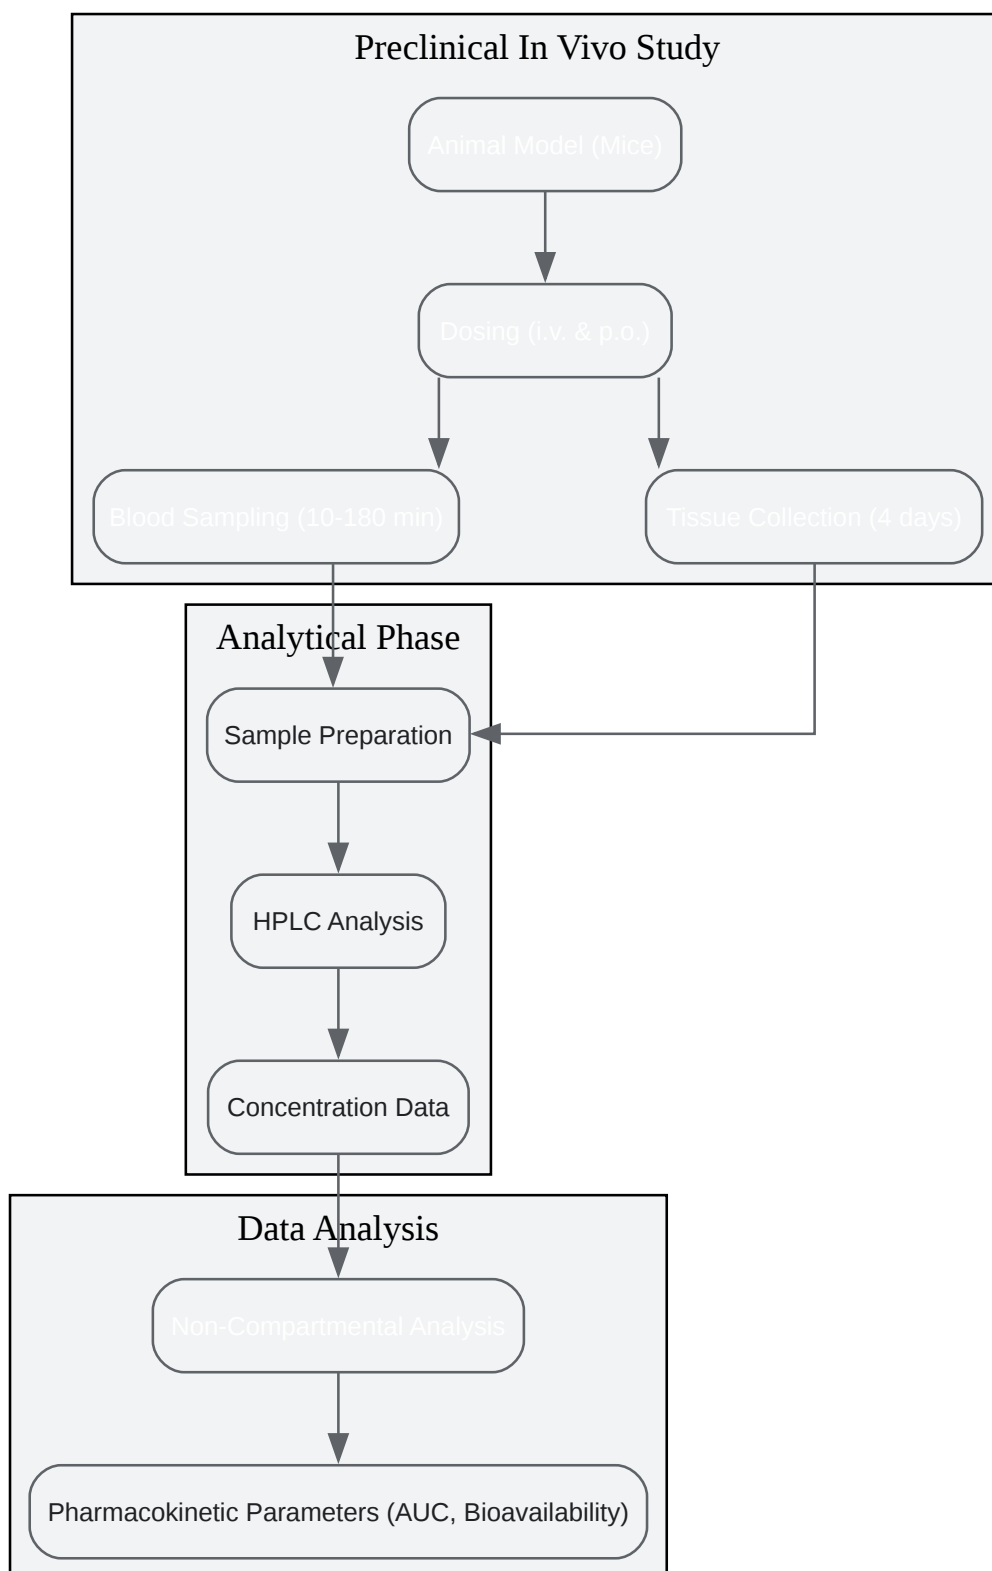 Preclinical In Vivo Study
Animal Model (Mice)
Dosing (i.v. & p.o.)
Blood Sampling (10-180 min)
Tissue Collection (4 days)
Analytical Phase
Sample Preparation
HPLC Analysis
Concentration Data
Data Analysis
Non-Compartmental Analysis
Pharmacokinetic Parameters (AUC, Bioavailability)